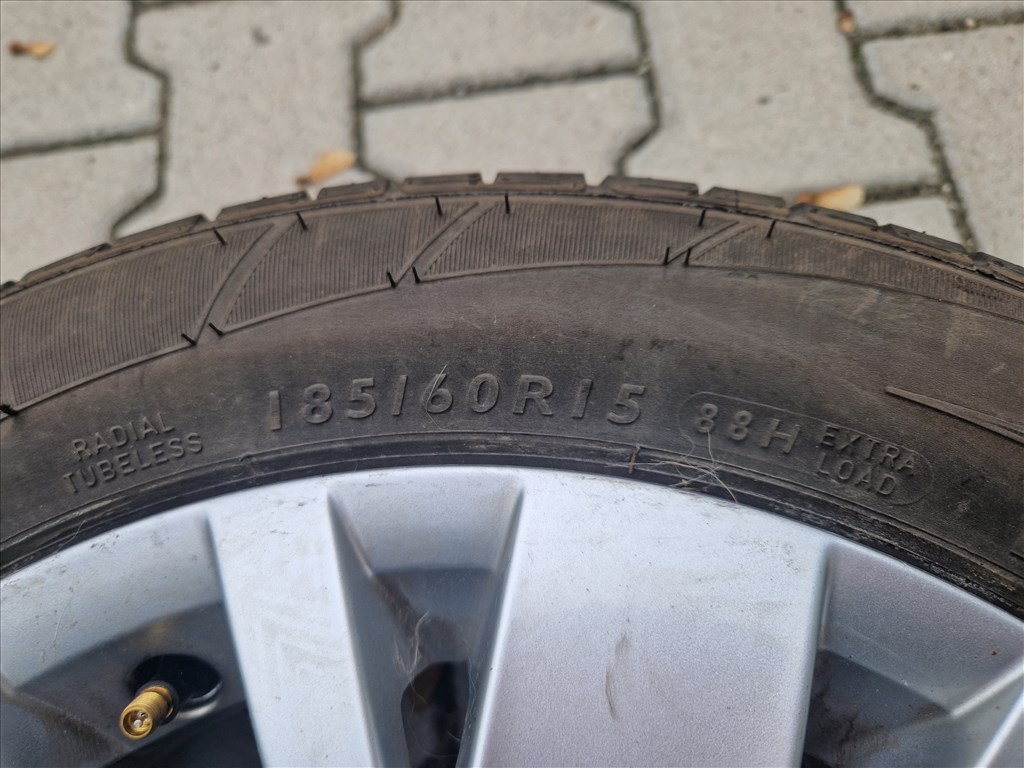 RADIAL
TUBELESS
185/60R15
88H
EXTRA
LOAD